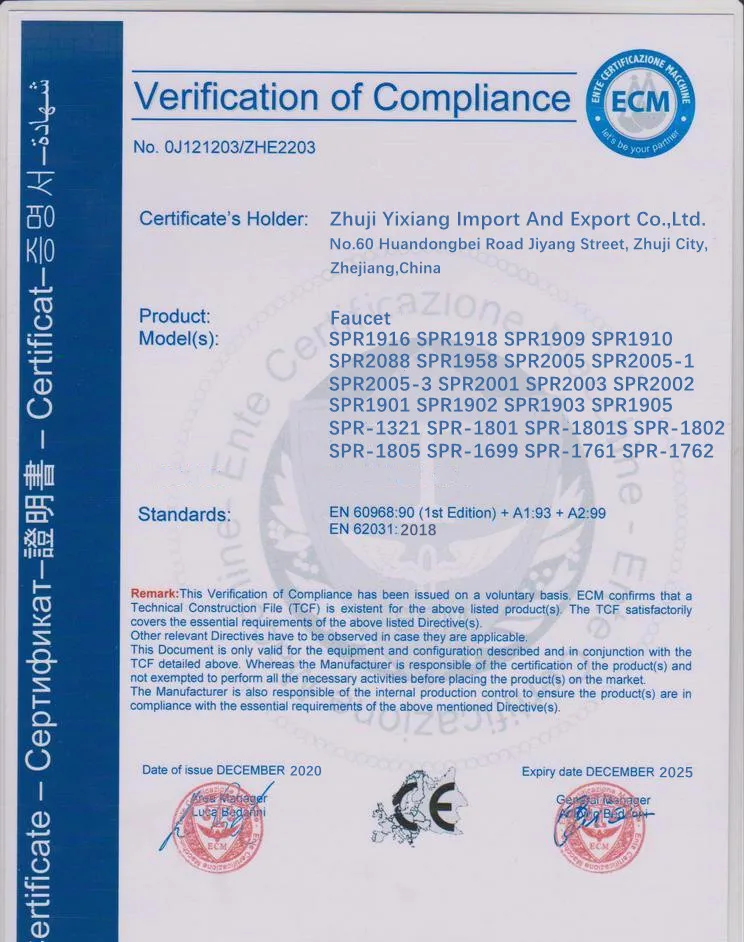 Verification of Compliance
ENTE CERTIFICAZIONE MACCHINE
ECM
let's be your partner
No. 0J121203/ZHE2203
Certificate's Holder: Zhuji Yixiang Import And Export Co.,Ltd.
No.60 Huandongbei Road Jiyang Street, Zhuji City,
Zhejiang,China
Product: Faucet
Model(s): SPR1916 SPR1918 SPR1909 SPR1910
SPR2088 SPR1958 SPR2005 SPR2005-1
SPR2005-3 SPR2001 SPR2003 SPR2002
SPR1901 SPR1902 SPR1903 SPR1905
SPR-1321 SPR-1801 SPR-1801S SPR-1802
SPR-1805 SPR-1699 SPR-1761 SPR-1762
Standards: EN 60968:90 (1st Edition) + A1:93 + A2:99
EN 62031:2018
Remark:This Verification of Compliance has been issued on a voluntary basis. ECM confirms that a
Technical Construction File (TCF) is existent for the above listed product(s). The TCF satisfactorily
covers the essential requirements of the above listed Directive(s).
Other relevant Directives have to be observed in case they are applicable.
This Document is only valid for the equipment and configuration described and in conjunction with the
TCF detailed above. Whereas the Manufacturer is responsible of the certification of the product(s) and
not exempted to perform all the necessary activities before placing the product(s) on the market.
The Manufacturer is also responsible of the internal production control to ensure the product(s) are in
compliance with the essential requirements of the above mentioned Directive(s).
Date of issue DECEMBER 2020
Expiry date DECEMBER 2025
Area Manager
Luca Bedonni
General Manager
CE
ECM
ECM
ertificate – Сертификат – 證明書 – Certificat – 증명서 – شهادة